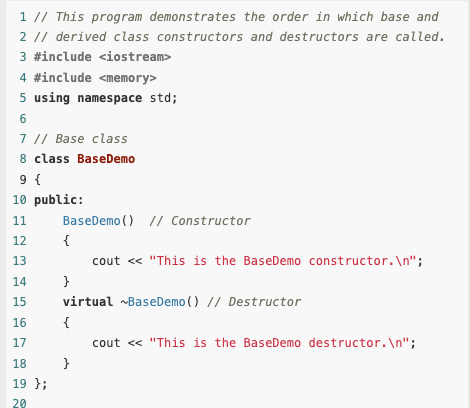 1 // This program demonstrates the order in which base and
2 // derived class constructors and destructors are called.
3 #include <iostream>
4 #include <memory>
5 using namespace std;
6
7 // Base class
8 class BaseDemo
9 {
10 public:
11     BaseDemo()  // Constructor
12     {
13         cout << "This is the BaseDemo constructor.\n";
14     }
15     virtual ~BaseDemo() // Destructor
16     {
17         cout << "This is the BaseDemo destructor.\n";
18     }
19 };
20